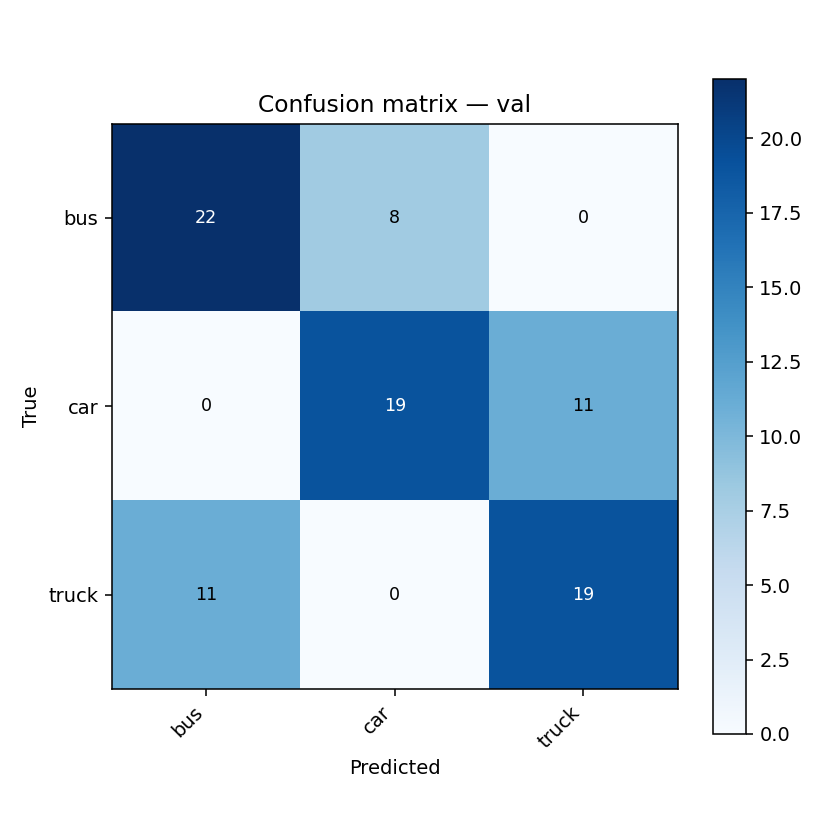 Confusion matrix — val
True
bus
car
truck
22 8 0
0 19 11
11 0 19
bus car truck
Predicted
20.0
17.5
15.0
12.5
10.0
7.5
5.0
2.5
0.0